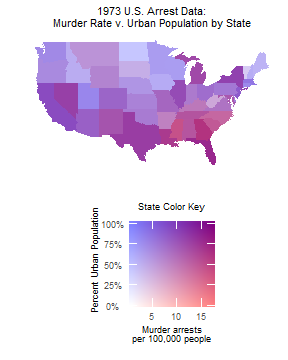 1973 U.S. Arrest Data:
Murder Rate v. Urban Population by State
State Color Key
Percent Urban Population
100%
75%
50%
25%
0%
5 10 15
Murder arrests
per 100,000 people